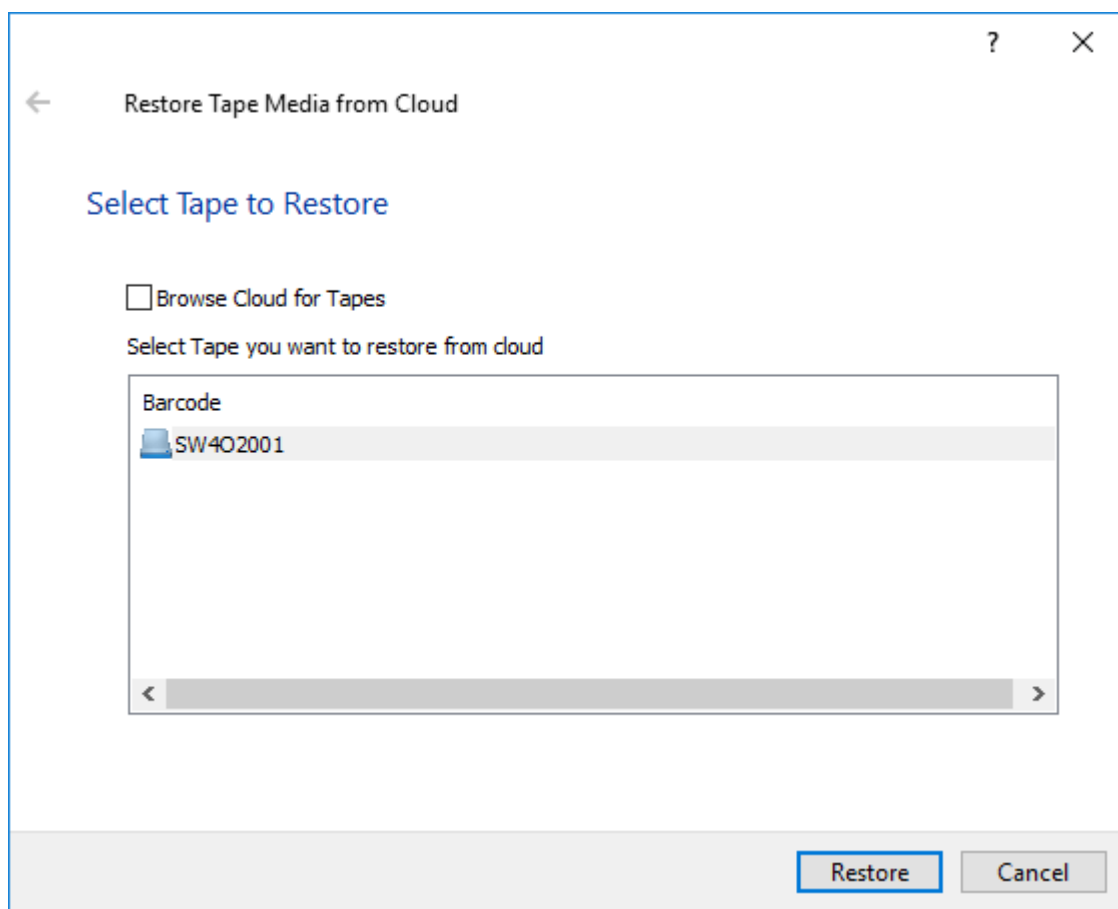 ?
Restore Tape Media from Cloud
Select Tape to Restore
Browse Cloud for Tapes
Select Tape you want to restore from cloud
Barcode
SW4O2001
Restore Cancel